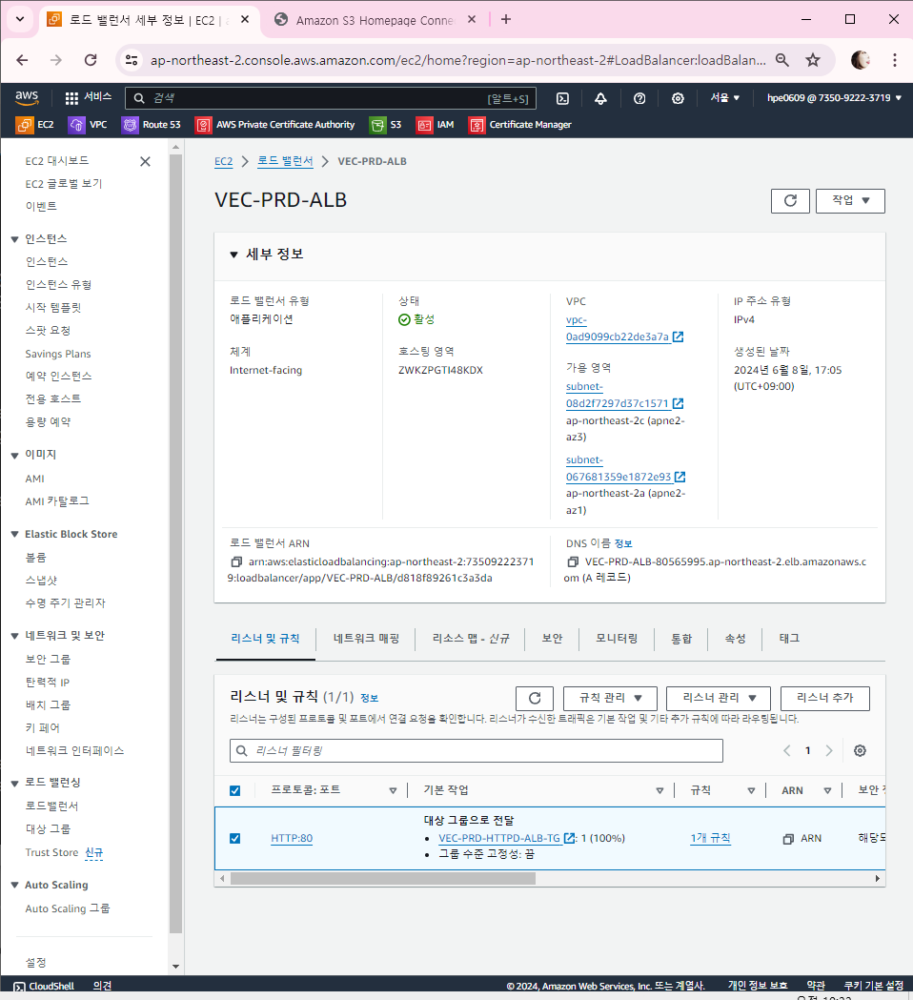 로드 밸런서 세부 정보 | EC2 |
Amazon S3 Homepage Conne
ap-northeast-2.console.aws.amazon.com/ec2/home?region=ap-northeast-2#LoadBalancer:loadBalan...
aws 서비스 검색 [알트+S] 서울 hpe0609 @ 7350-9222-3719
EC2 VPC Route 53 AWS Private Certificate Authority S3 IAM Certificate Manager
EC2 대시보드
EC2 글로벌 보기
이벤트
인스턴스
인스턴스
인스턴스 유형
시작 템플릿
스팟 요청
Savings Plans
예약 인스턴스
전용 호스트
용량 예약
이미지
AMI
AMI 카탈로그
Elastic Block Store
볼륨
스냅샷
수명 주기 관리자
네트워크 및 보안
보안 그룹
탄력적 IP
배치 그룹
키 페어
네트워크 인터페이스
로드 밸런싱
로드밸런서
대상 그룹
Trust Store 신규
Auto Scaling
Auto Scaling 그룹
설정
EC2 로드 밸런서 VEC-PRD-ALB
VEC-PRD-ALB
작업
세부 정보
로드 밸런서 유형
애플리케이션
체계
Internet-facing
상태
활성
호스팅 영역
ZWKZPGTI48KDX
VPC
vpc-
0ad9099cb22de3a7a
가용 영역
subnet-
08d2f7297d37c1571
ap-northeast-2c (apne2-
az3)
subnet-
067681359e1872e93
ap-northeast-2a (apne2-
az1)
IP 주소 유형
IPv4
생성된 날짜
2024년 6월 8일, 17:05
(UTC+09:00)
로드 밸런서 ARN
arn:aws:elasticloadbalancing:ap-northeast-2:73509222371
9:loadbalancer/app/VEC-PRD-ALB/d818f89261c3a3da
DNS 이름 정보
VEC-PRD-ALB-80565995.ap-northeast-2.elb.amazonaws.c
om (A 레코드)
리스너 및 규칙 네트워크 매핑 리소스 맵 - 신규 보안 모니터링 통합 속성 태그
리스너 및 규칙 (1/1) 정보
규칙 관리 리스너 관리 리스너 추가
리스너는 구성된 프로토콜 및 포트에서 연결 요청을 확인합니다. 리스너가 수신한 트래픽은 기본 작업 및 기타 추가 규칙에 따라 라우팅됩니다.
리스너 필터링
1
프로토콜: 포트 기본 작업 규칙 ARN 보안
HTTP:80
대상 그룹으로 전달
• VEC-PRD-HTTPD-ALB-TG : 1 (100%)
• 그룹 수준 고정성: 끔
1개 규칙
ARN
CloudShell 의견 © 2024, Amazon Web Services, Inc. 또는 계열사. 개인 정보 보호 약관 쿠키 기본 설정